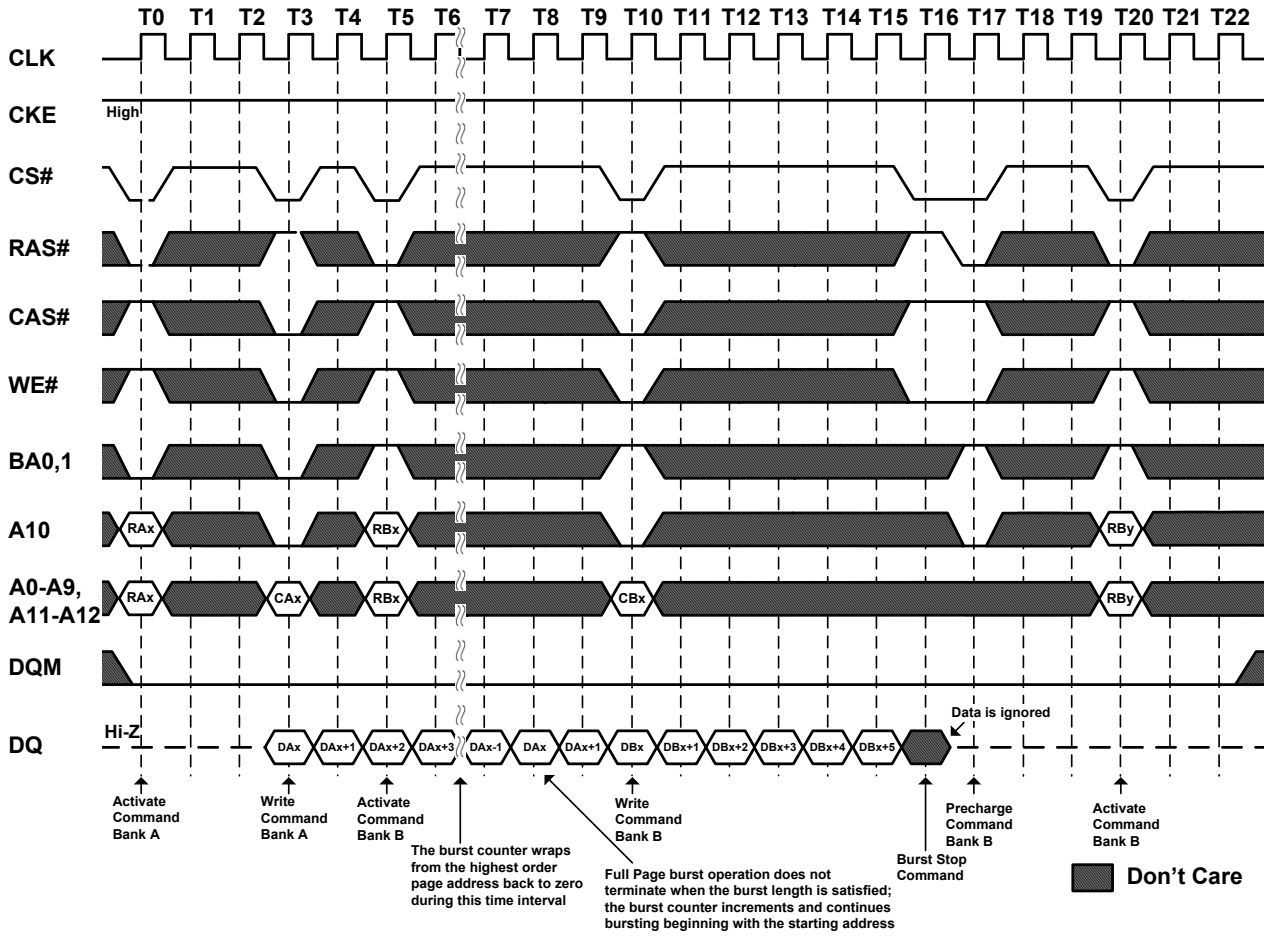 T0 T1 T2 T3 T4 T5 T6 T7 T8 T9 T10 T11 T12 T13 T14 T15 T16 T17 T18 T19 T20 T21 T22
CLK
CKE
High
CS#
RAS#
CAS#
WE#
BA0,1
A10
RAx RBx RBy
A0-A9,
A11-A12
RAx CAx RBx CBx RBy
DQM
Data is ignored
DQ
Hi-Z
DAx DAx+1 DAx+2 DAx+3 DAx-1 DAx DAx+1 DBx DBx+1 DBx+2 DBx+3 DBx+4 DBx+5
Activate
Command
Bank A
Write
Command
Bank A
Activate
Command
Bank B
The burst counter wraps
from the highest order
page address back to zero
during this time interval
Write
Command
Bank B
Full Page burst operation does not
terminate when the burst length is satisfied;
the burst counter increments and continues
bursting beginning with the starting address
Burst Stop
Command
Precharge
Command
Bank B
Activate
Command
Bank B
Don't Care